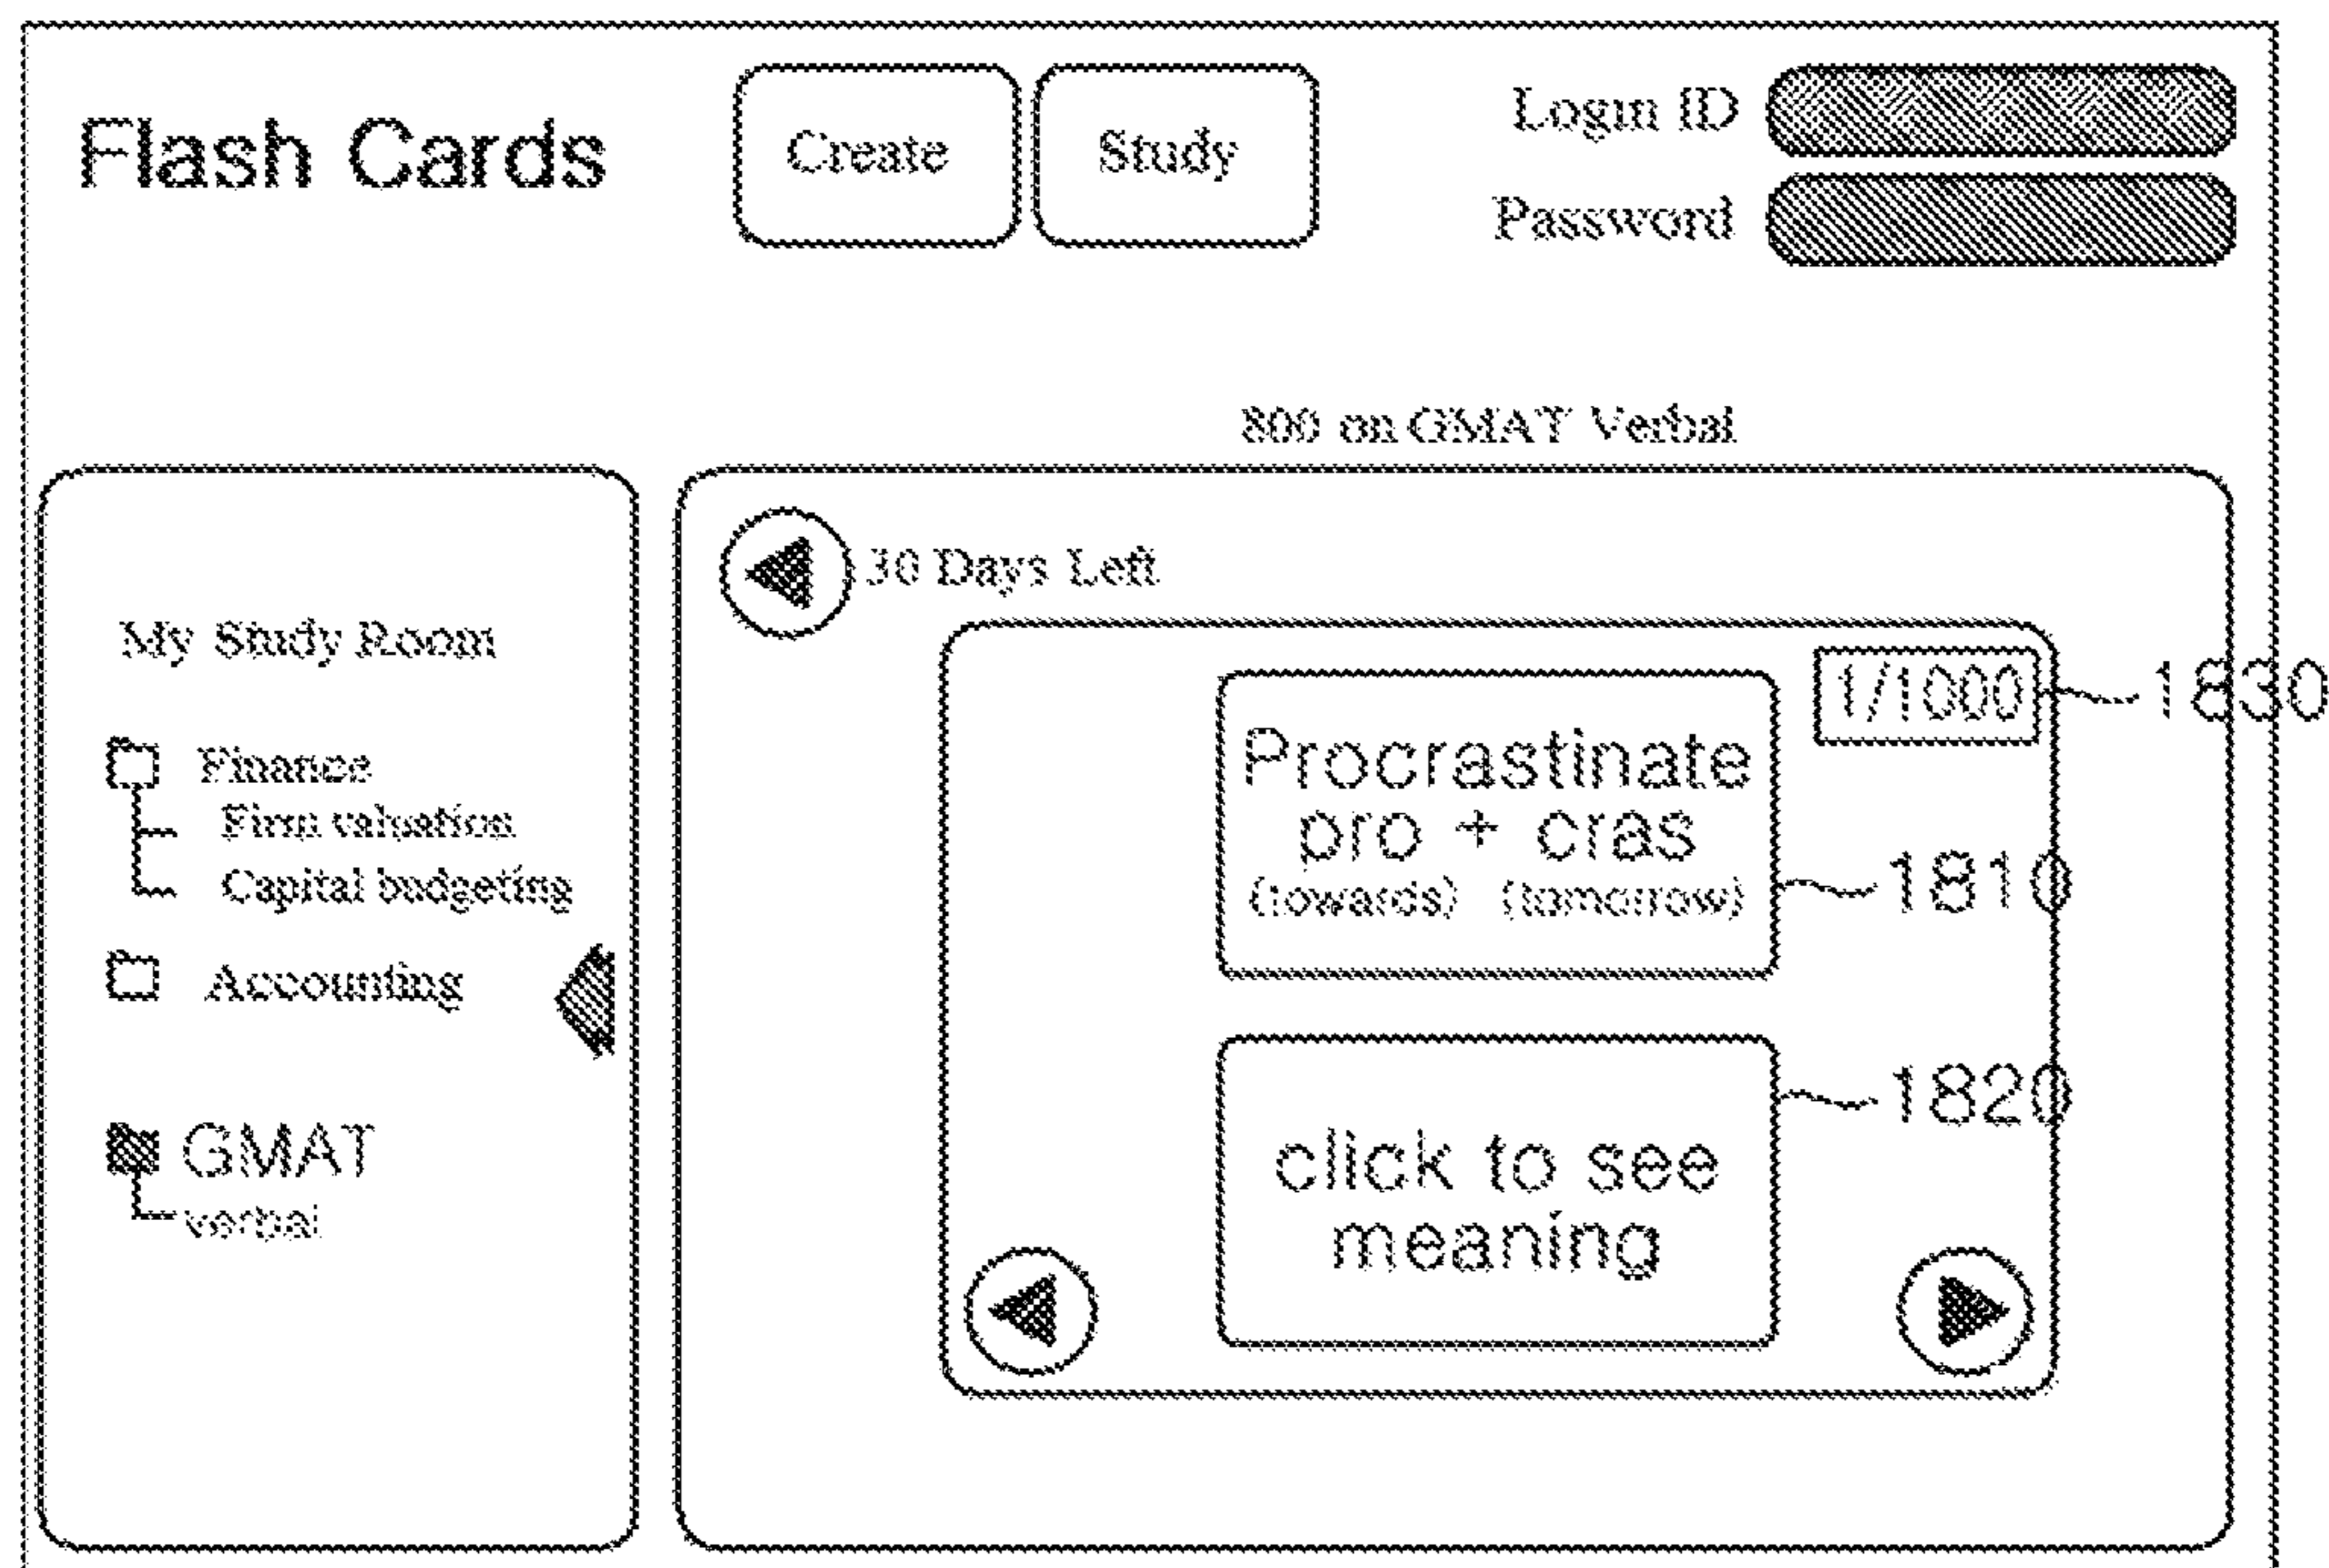 Flash Cards
Create
Study
Login ID
Password
800 on GMAT Verbal
My Study Room
Finance
Firm valuation
Capital budgeting
Accounting
GMAT
verbal
30 Days Left
1/1000
1830
Procrastinate
pro + cras
(towards) (tomorrow)
1810
click to see
meaning
1820